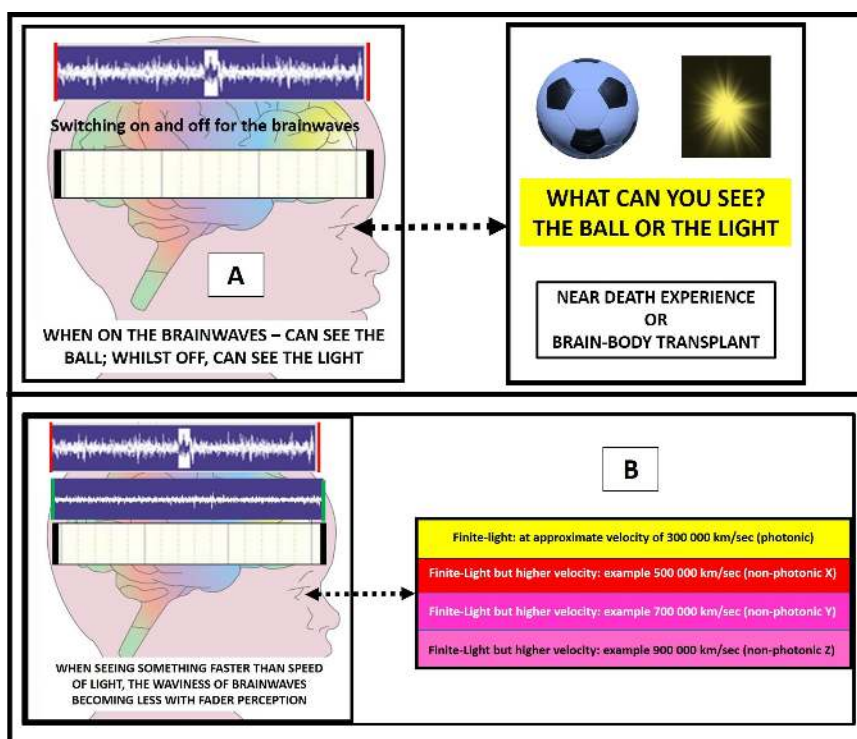 Switching on and off for the brainwaves
A
WHEN ON THE BRAINWAVES – CAN SEE THE
BALL; WHILST OFF, CAN SEE THE LIGHT
WHAT CAN YOU SEE?
THE BALL OR THE LIGHT
NEAR DEATH EXPERIENCE
OR
BRAIN-BODY TRANSPLANT
WHEN SEEING SOMETHING FASTER THAN SPEED
OF LIGHT, THE WAVINESS OF BRAINWAVES
BECOMING LESS WITH FADER PERCEPTION
B
Finite-light: at approximate velocity of 300 000 km/sec (photonic)
Finite-Light but higher velocity: example 500 000 km/sec (non-photonic X)
Finite-Light but higher velocity: example 700 000 km/sec (non-photonic Y)
Finite-Light but higher velocity: example 900 000 km/sec (non-photonic Z)